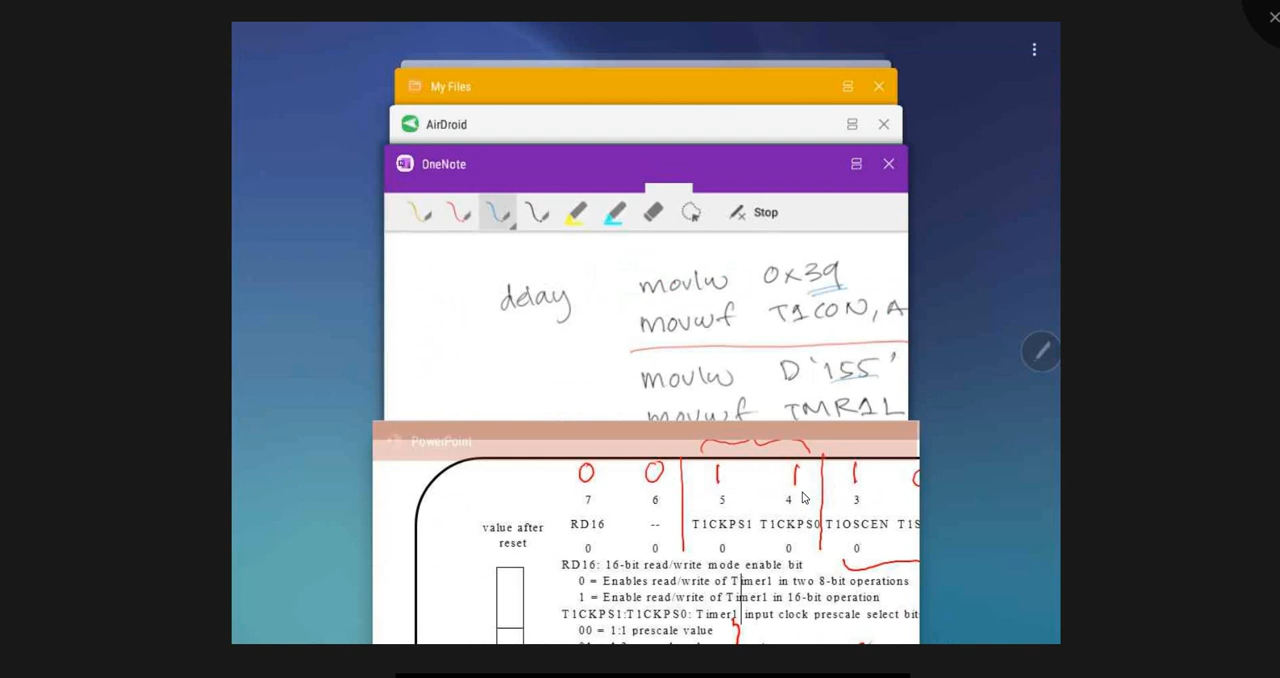 My Files
AirDroid
OneNote
Stop
delay movlw 0x39
movwf T1CON, A
movlw D'155'
movwf TMR1L
PowerPoint
0 0 1 1 1
7 6 5 4 3
value after reset
RD16 -- T1CKPS1 T1CKPS0 T1OSCEN T1S
0 0 0 0 0
RD16: 16-bit read/write mode enable bit
0 = Enables read/write of Timer1 in two 8-bit operations
1 = Enable read/write of Timer1 in 16-bit operation
T1CKPS1:T1CKPS0: Timer1 input clock prescale select bit
00 = 1:1 prescale value